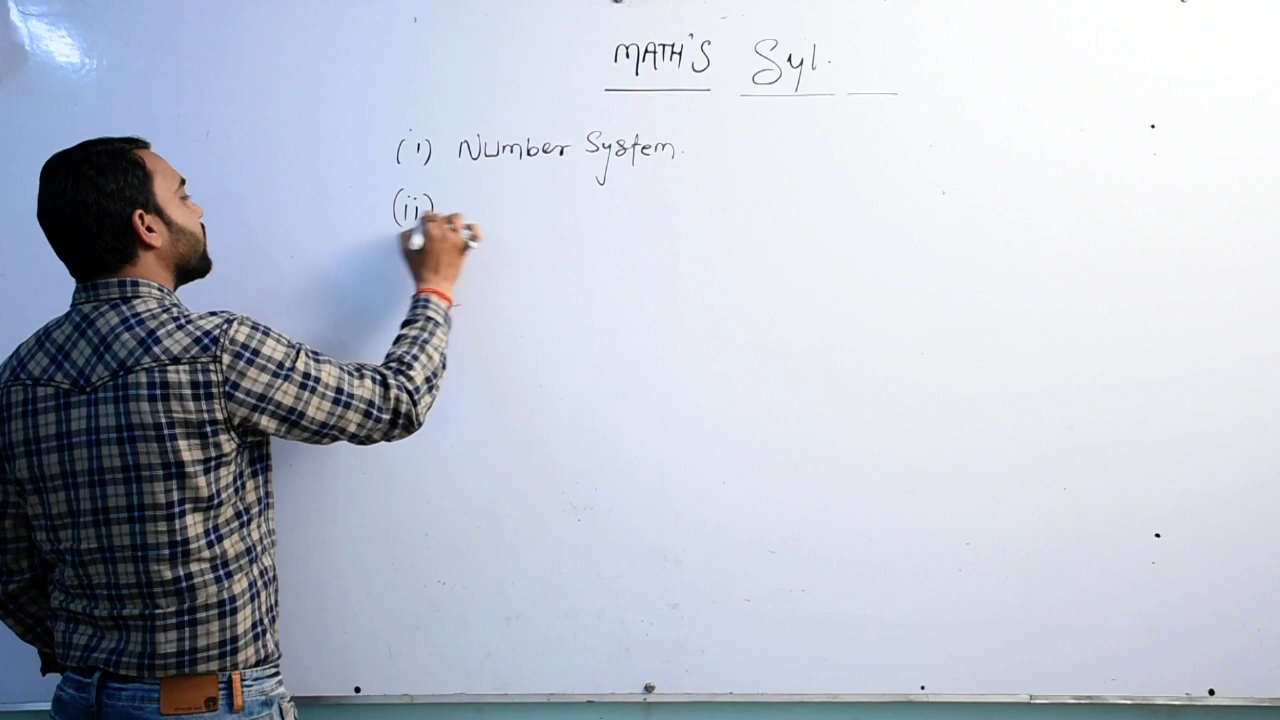 MATH'S Syl.
(i) Number System.
(ii)